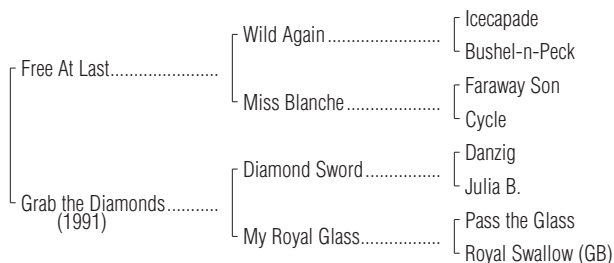 Icecapade
Wild Again
Bushel-n-Peck
Free At Last
Faraway Son
Miss Blanche
Cycle
Danzig
Diamond Sword
Julia B.
Grab the Diamonds
(1991)
Pass the Glass
My Royal Glass
Royal Swallow (GB)